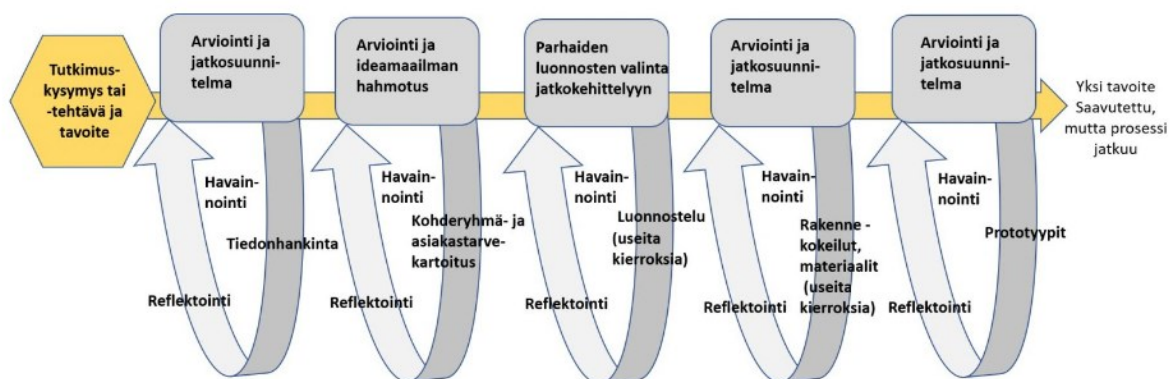 Tutkimus-
kysymys tai
-tehtävä ja
tavoite
Arviointi ja
jatkosuunni-
telma
Havain-
nointi
Tiedonhankinta
Reflektointi
Arviointi ja
ideamaailman
hahmotus
Havain-
nointi
Kohderyhmä- ja
asiakastarve-
kartoitus
Reflektointi
Parhaiden
luonnosten valinta
jatkokehittelyyn
Havain-
nointi
Luonnostelu
(useita
kierroksia)
Reflektointi
Arviointi ja
jatkosuunni-
telma
Havain-
nointi
Rakenne -
kokeilut,
materiaalit
(useita
kierroksia)
Reflektointi
Arviointi ja
jatkosuunni-
telma
Havain-
nointi
Prototyypit
Reflektointi
Yksi tavoite
Saavutettu,
mutta prosessi
jatkuu